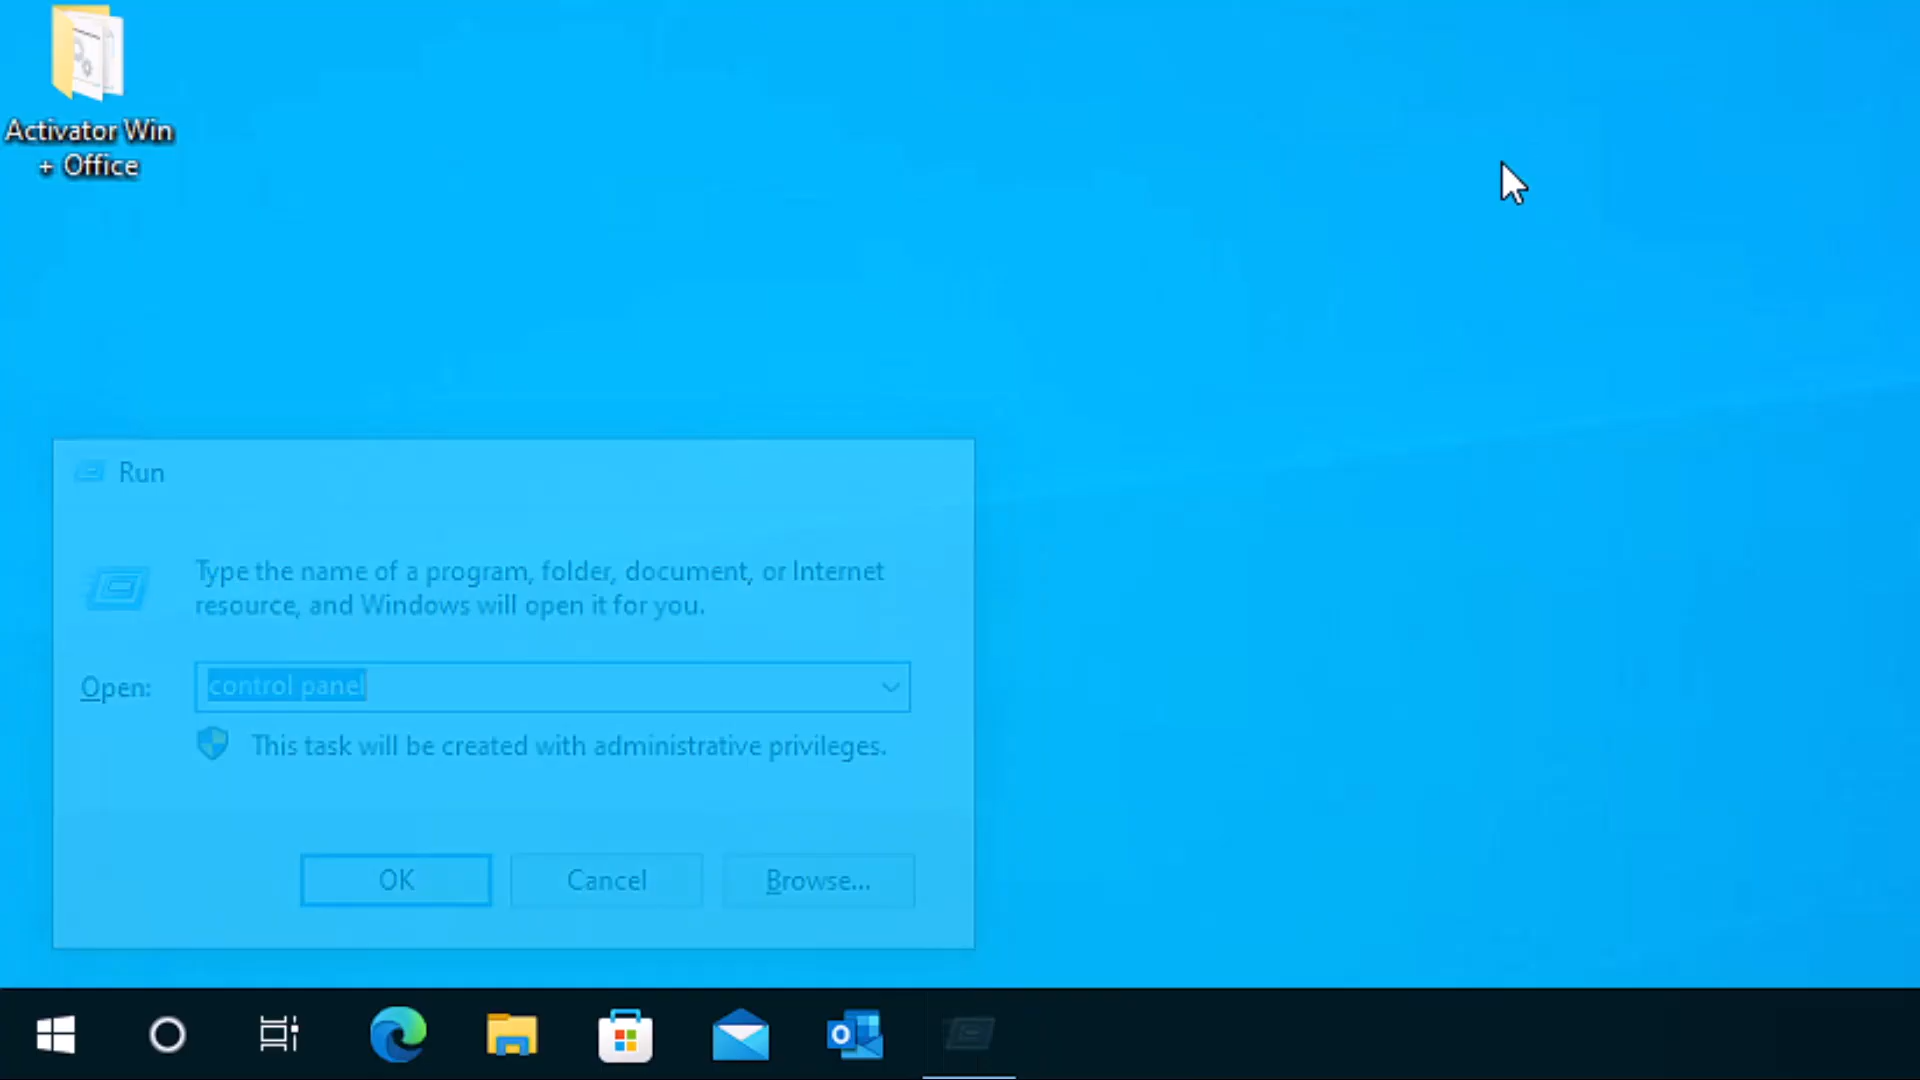 Activator Win
+ Office
Run
Type the name of a program, folder, document, or Internet
resource, and Windows will open it for you.
Open:
control panel
This task will be created with administrative privileges.
OK
Cancel
Browse...